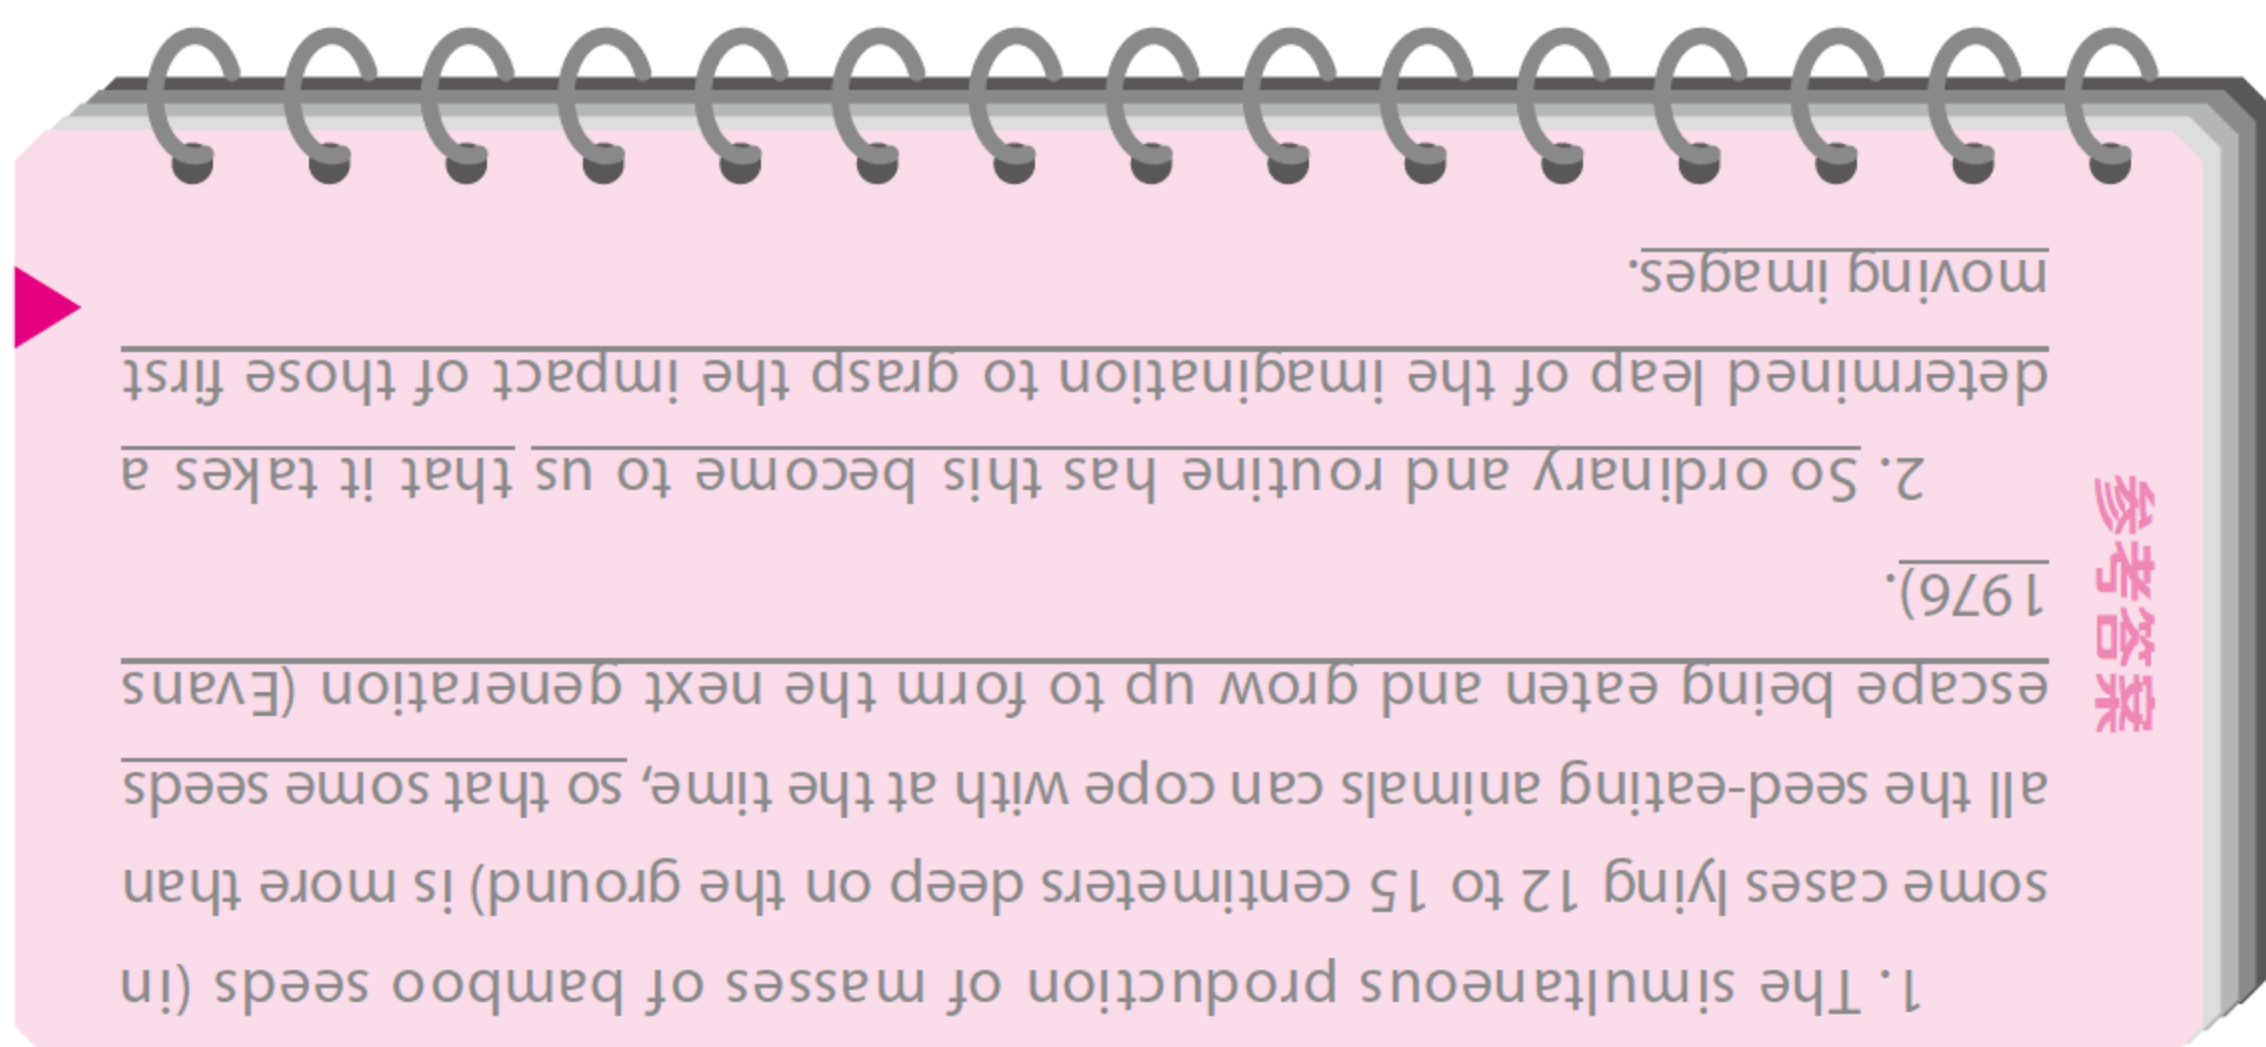 参考答案
1. The simultaneous production of masses of bamboo seeds (in
some cases lying 12 to 15 centimeters deep on the ground) is more than
all the seed-eating animals can cope with at the time, so that some seeds
escape being eaten and grow up to form the next generation (Evans
1976).
2. So ordinary and routine has this become to us that it takes a
determined leap of the imagination to grasp the impact of those first
moving images.